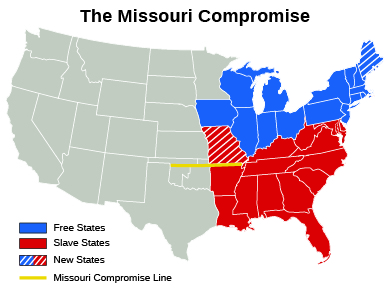 The Missouri Compromise
Free States
Slave States
New States
Missouri Compromise Line